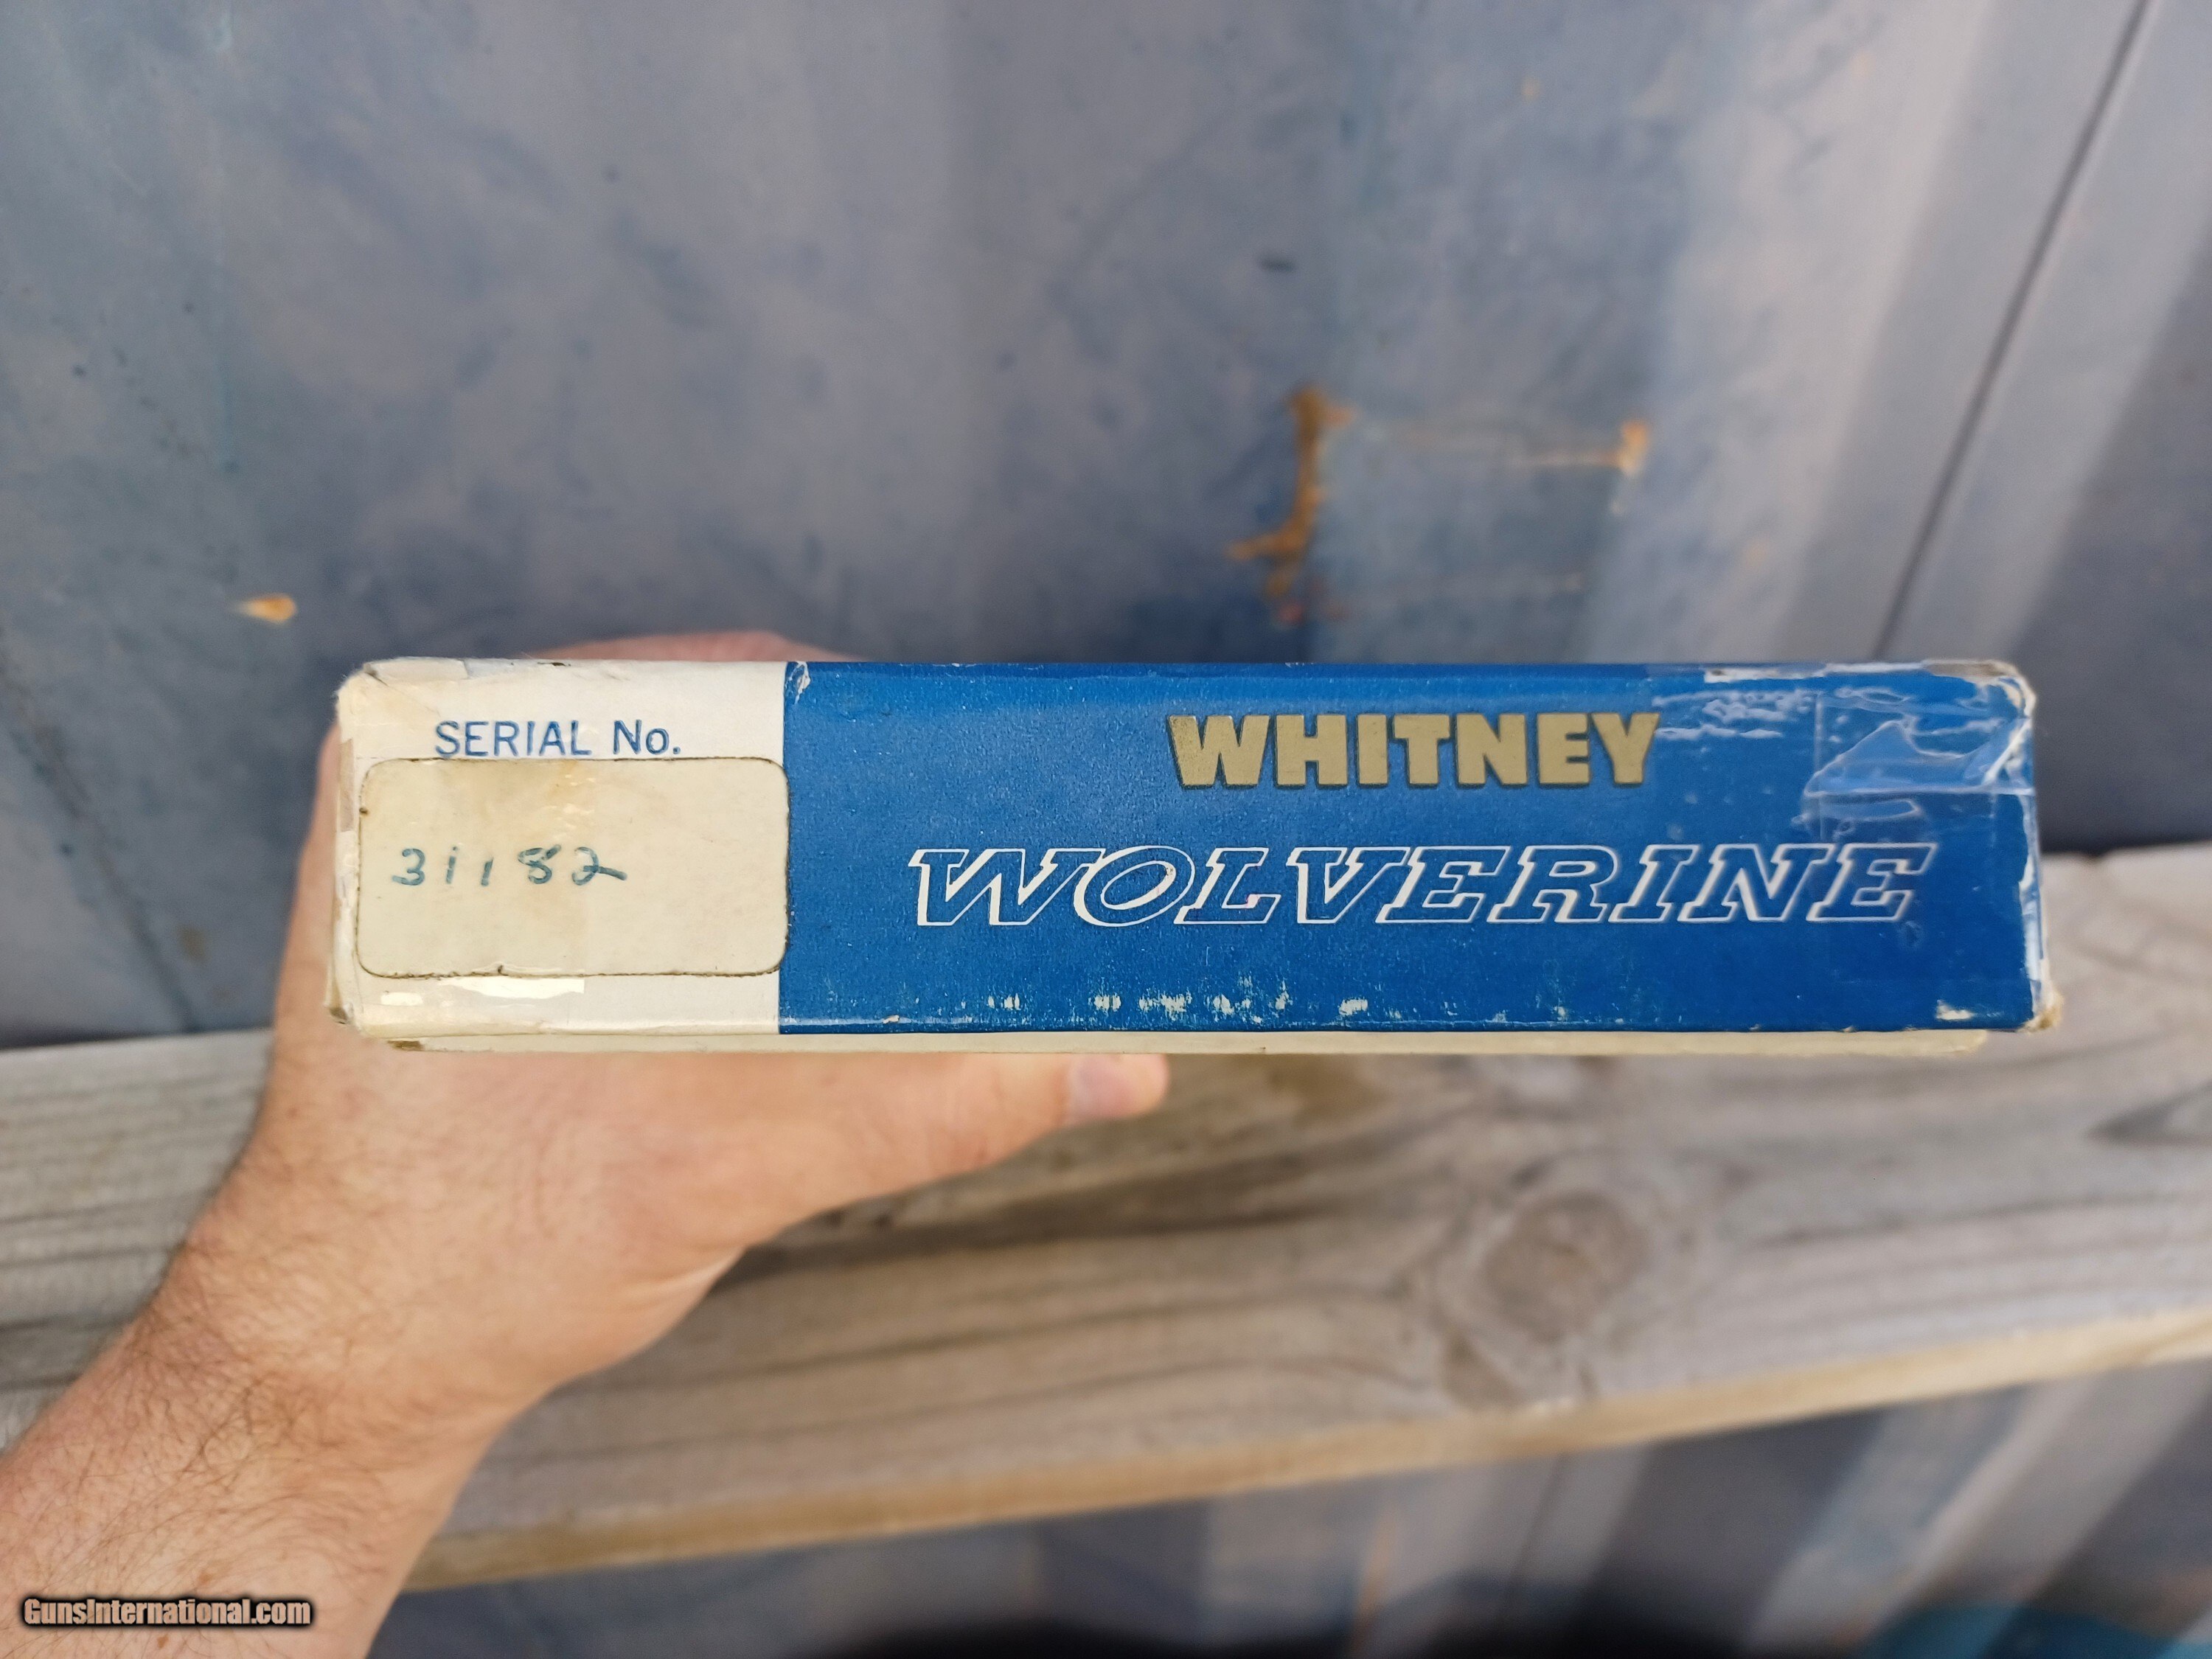 SERIAL No.
31182
WHITNEY
WOLVERINE
GunsInternational.com